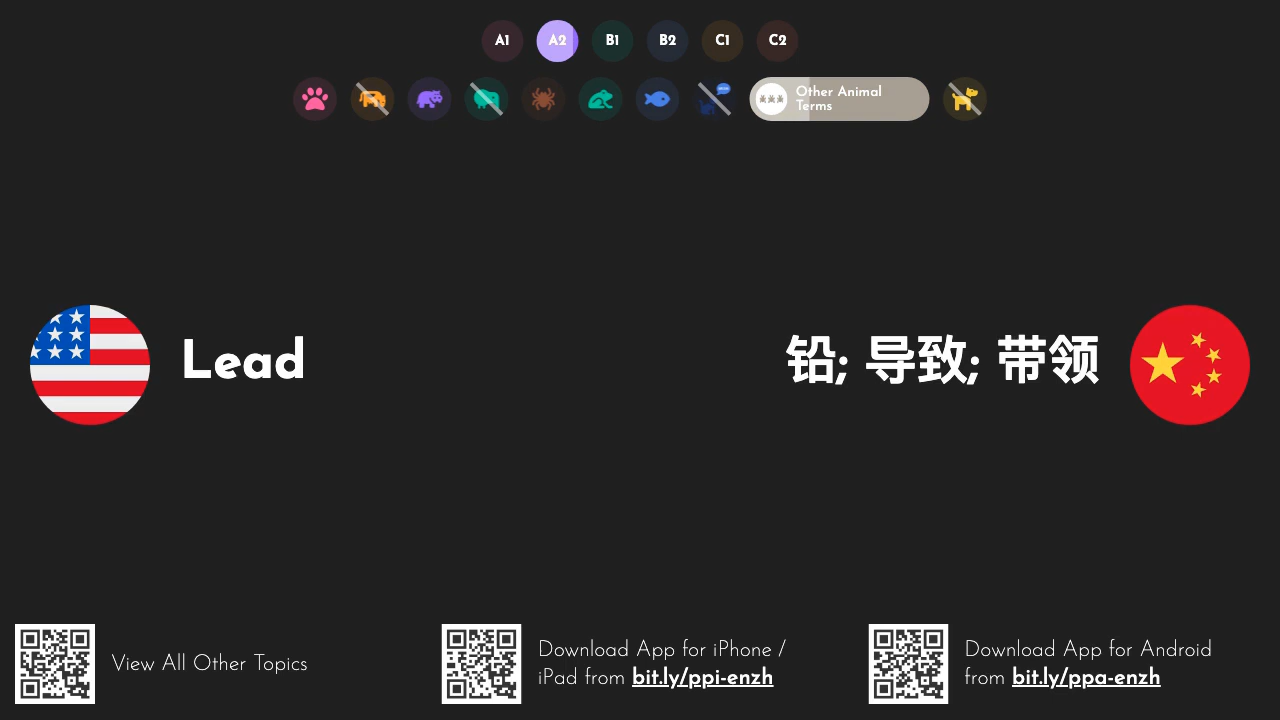 A1 A2 B1 B2 C1 C2
Other Animal
Terms
Lead
铅; 导致; 带领
View All Other Topics
Download App for iPhone /
iPad from bit.ly/ppi-enzh
Download App for Android
from bit.ly/ppa-enzh